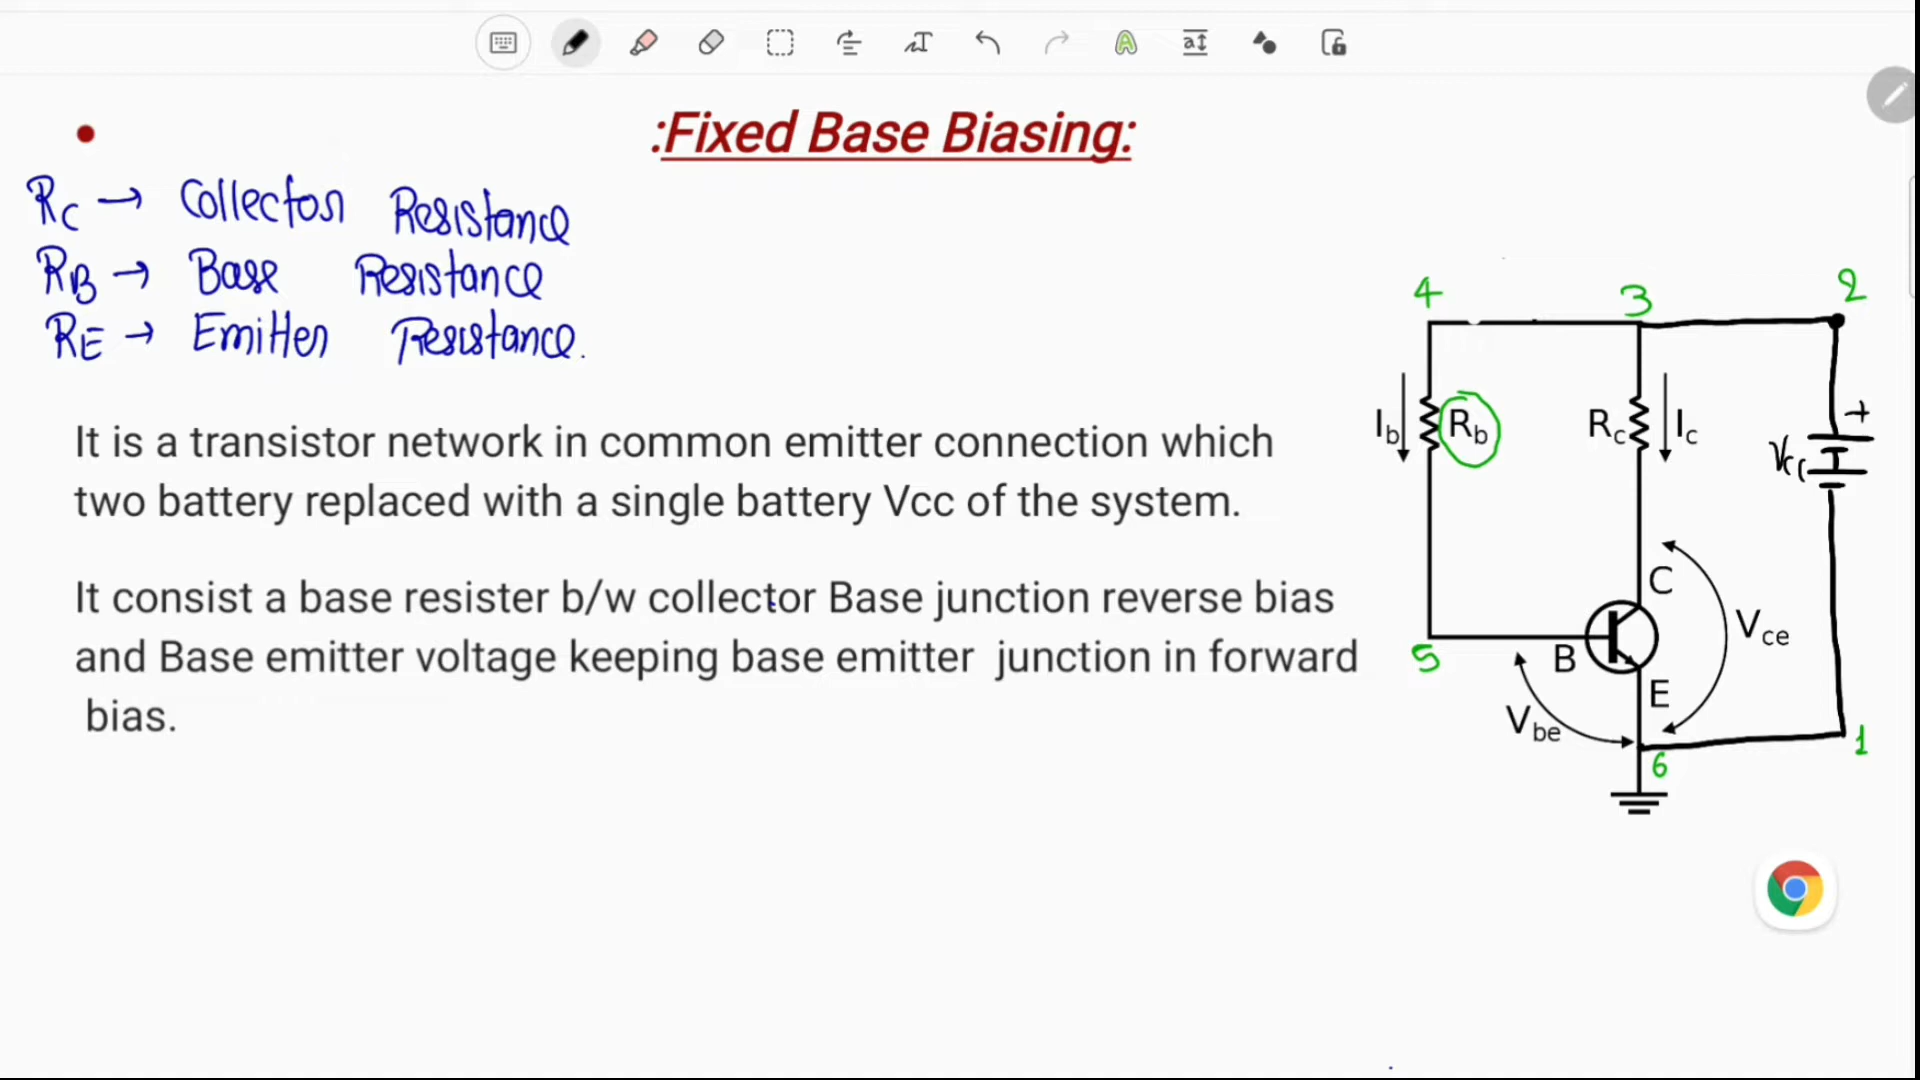 :Fixed Base Biasing:
RC → Collector Resistance
RB → Base Resistance
RE → Emitter Resistance.
It is a transistor network in common emitter connection which
two battery replaced with a single battery Vcc of the system.
It consist a base resister b/w collector Base junction reverse bias
and Base emitter voltage keeping base emitter junction in forward
bias.
4 3 2
Ib Rb Rc Ic +
Vcc
C
Vce
5 B
E
Vbe
6 1